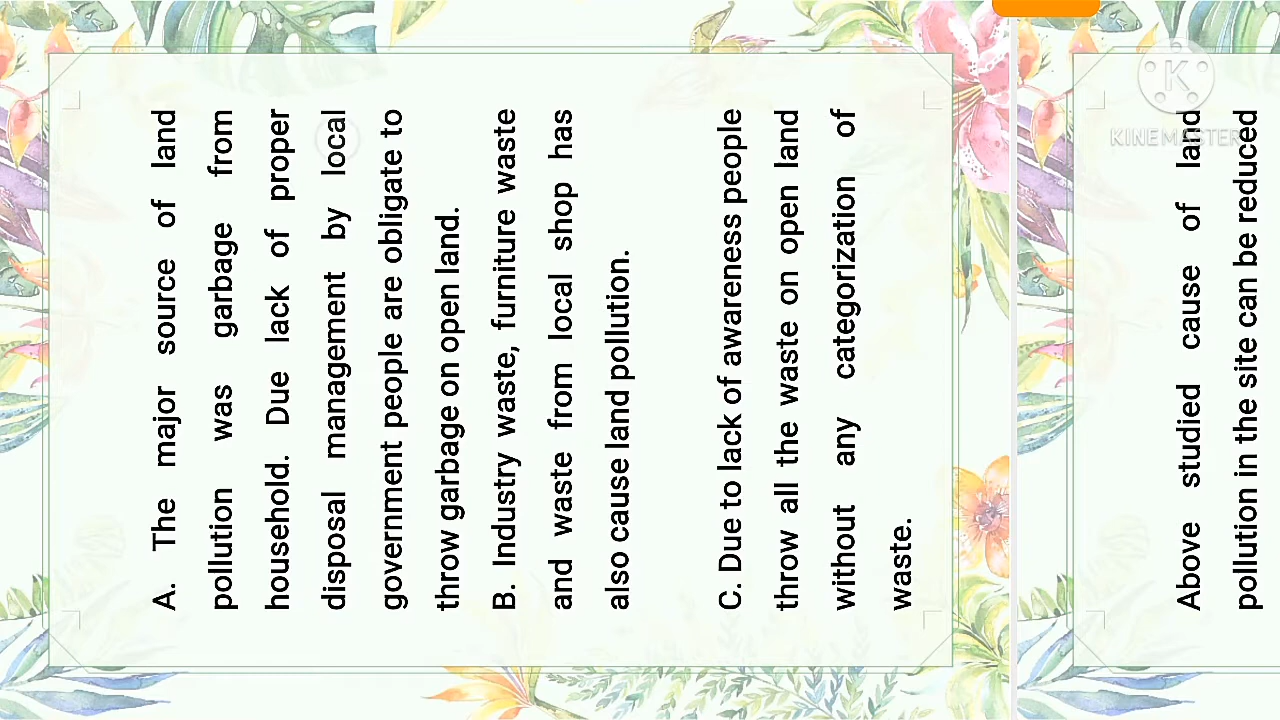 A. The major source of land
pollution was garbage from
household. Due lack of proper
disposal management by local
government people are obligate to
throw garbage on open land.
B. Industry waste, furniture waste
and waste from local shop has
also cause land pollution.
C. Due to lack of awareness people
throw all the waste on open land
without any categorization of
waste.
Above studied cause of land
pollution in the site can be reduced
K
KINEMASTER